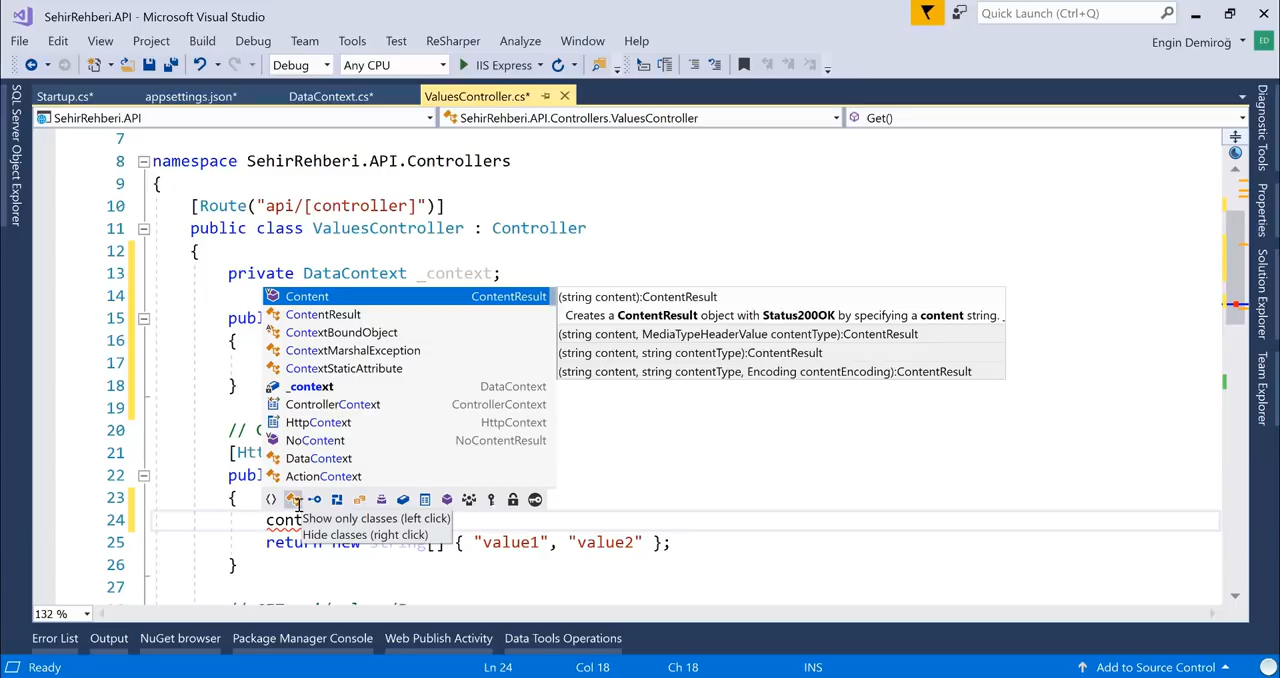 SehirRehberi.API - Microsoft Visual Studio
Quick Launch (Ctrl+Q)
File Edit View Project Build Debug Team Tools Test ReSharper Analyze Window Help
Engin Demiroğ ED
Debug Any CPU IIS Express
Startup.cs* appsettings.json* DataContext.cs* ValuesController.cs*
SehirRehberi.API SehirRehberi.API.Controllers.ValuesController Get()
SQL Server Object Explorer
Diagnostic Tools
Properties
Solution Explorer
Team Explorer
7
8 namespace SehirRehberi.API.Controllers
9 {
10 [Route("api/[controller]")]
11 public class ValuesController : Controller
12 {
13 private DataContext _context;
14
15 pub
16 {
17
18 }
19
20 //
21 [Htt
22 publ
23 {
24 cont
25 return new string[] { "value1", "value2" };
26 }
27
Content ContentResult
ContentResult
ContextBoundObject
ContextMarshalException
ContextStaticAttribute
_context DataContext
ControllerContext ControllerContext
HttpContext HttpContext
NoContent NoContentResult
DataContext
ActionContext
(string content):ContentResult
Creates a ContentResult object with Status200OK by specifying a content string.
(string content, MediaTypeHeaderValue contentType):ContentResult
(string content, string contentType):ContentResult
(string content, string contentType, Encoding contentEncoding):ContentResult
Show only classes (left click)
Hide classes (right click)
132 %
Error List Output NuGet browser Package Manager Console Web Publish Activity Data Tools Operations
Ready Ln 24 Col 18 Ch 18 INS Add to Source Control